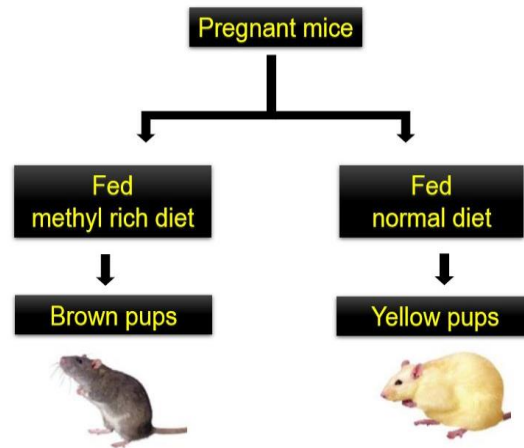 Pregnant mice
Fed
methyl rich diet
Fed
normal diet
Brown pups
Yellow pups